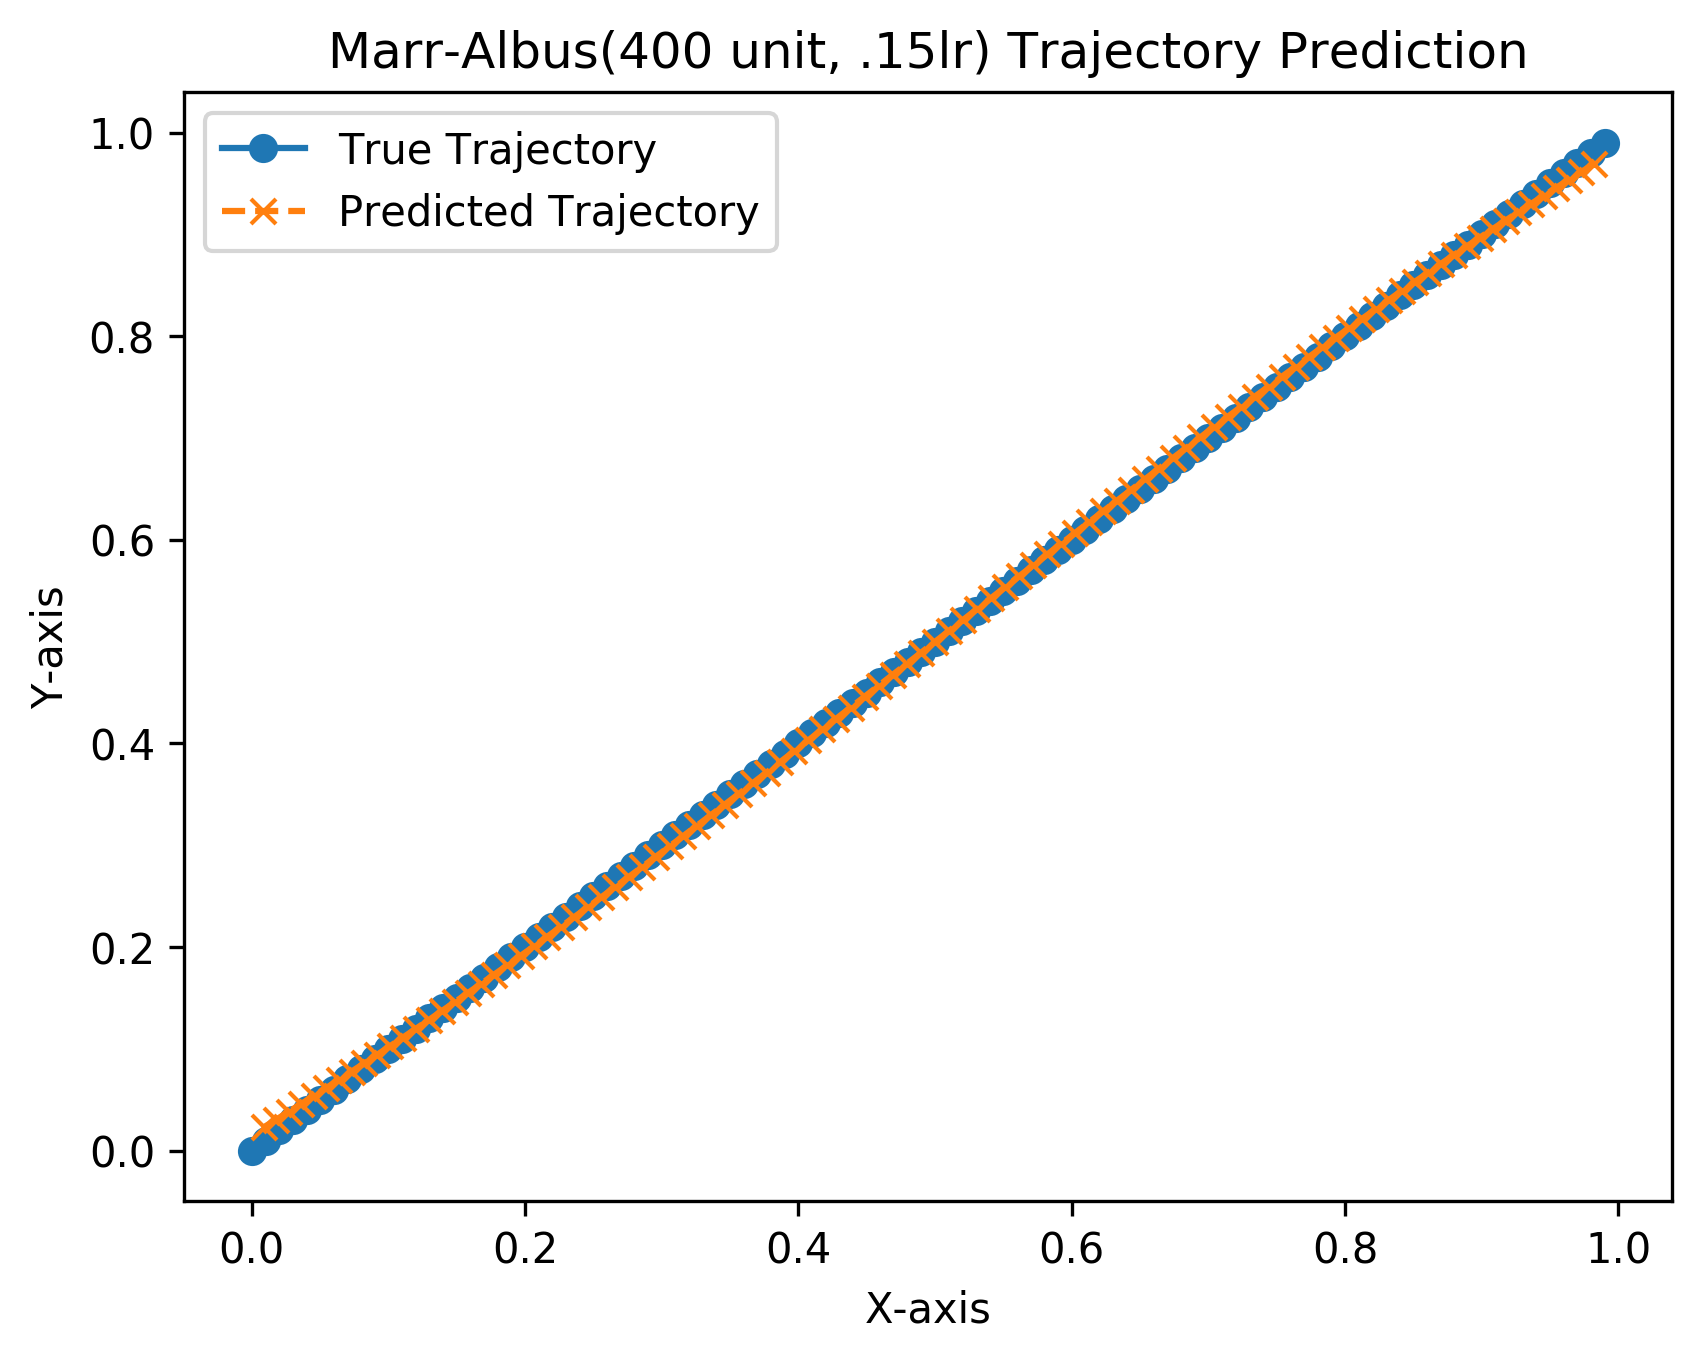 Marr-Albus(400 unit, .15lr) Trajectory Prediction
True Trajectory
Predicted Trajectory
1.0
0.8
0.6
0.4
0.2
0.0
Y-axis
0.0 0.2 0.4 0.6 0.8 1.0
X-axis